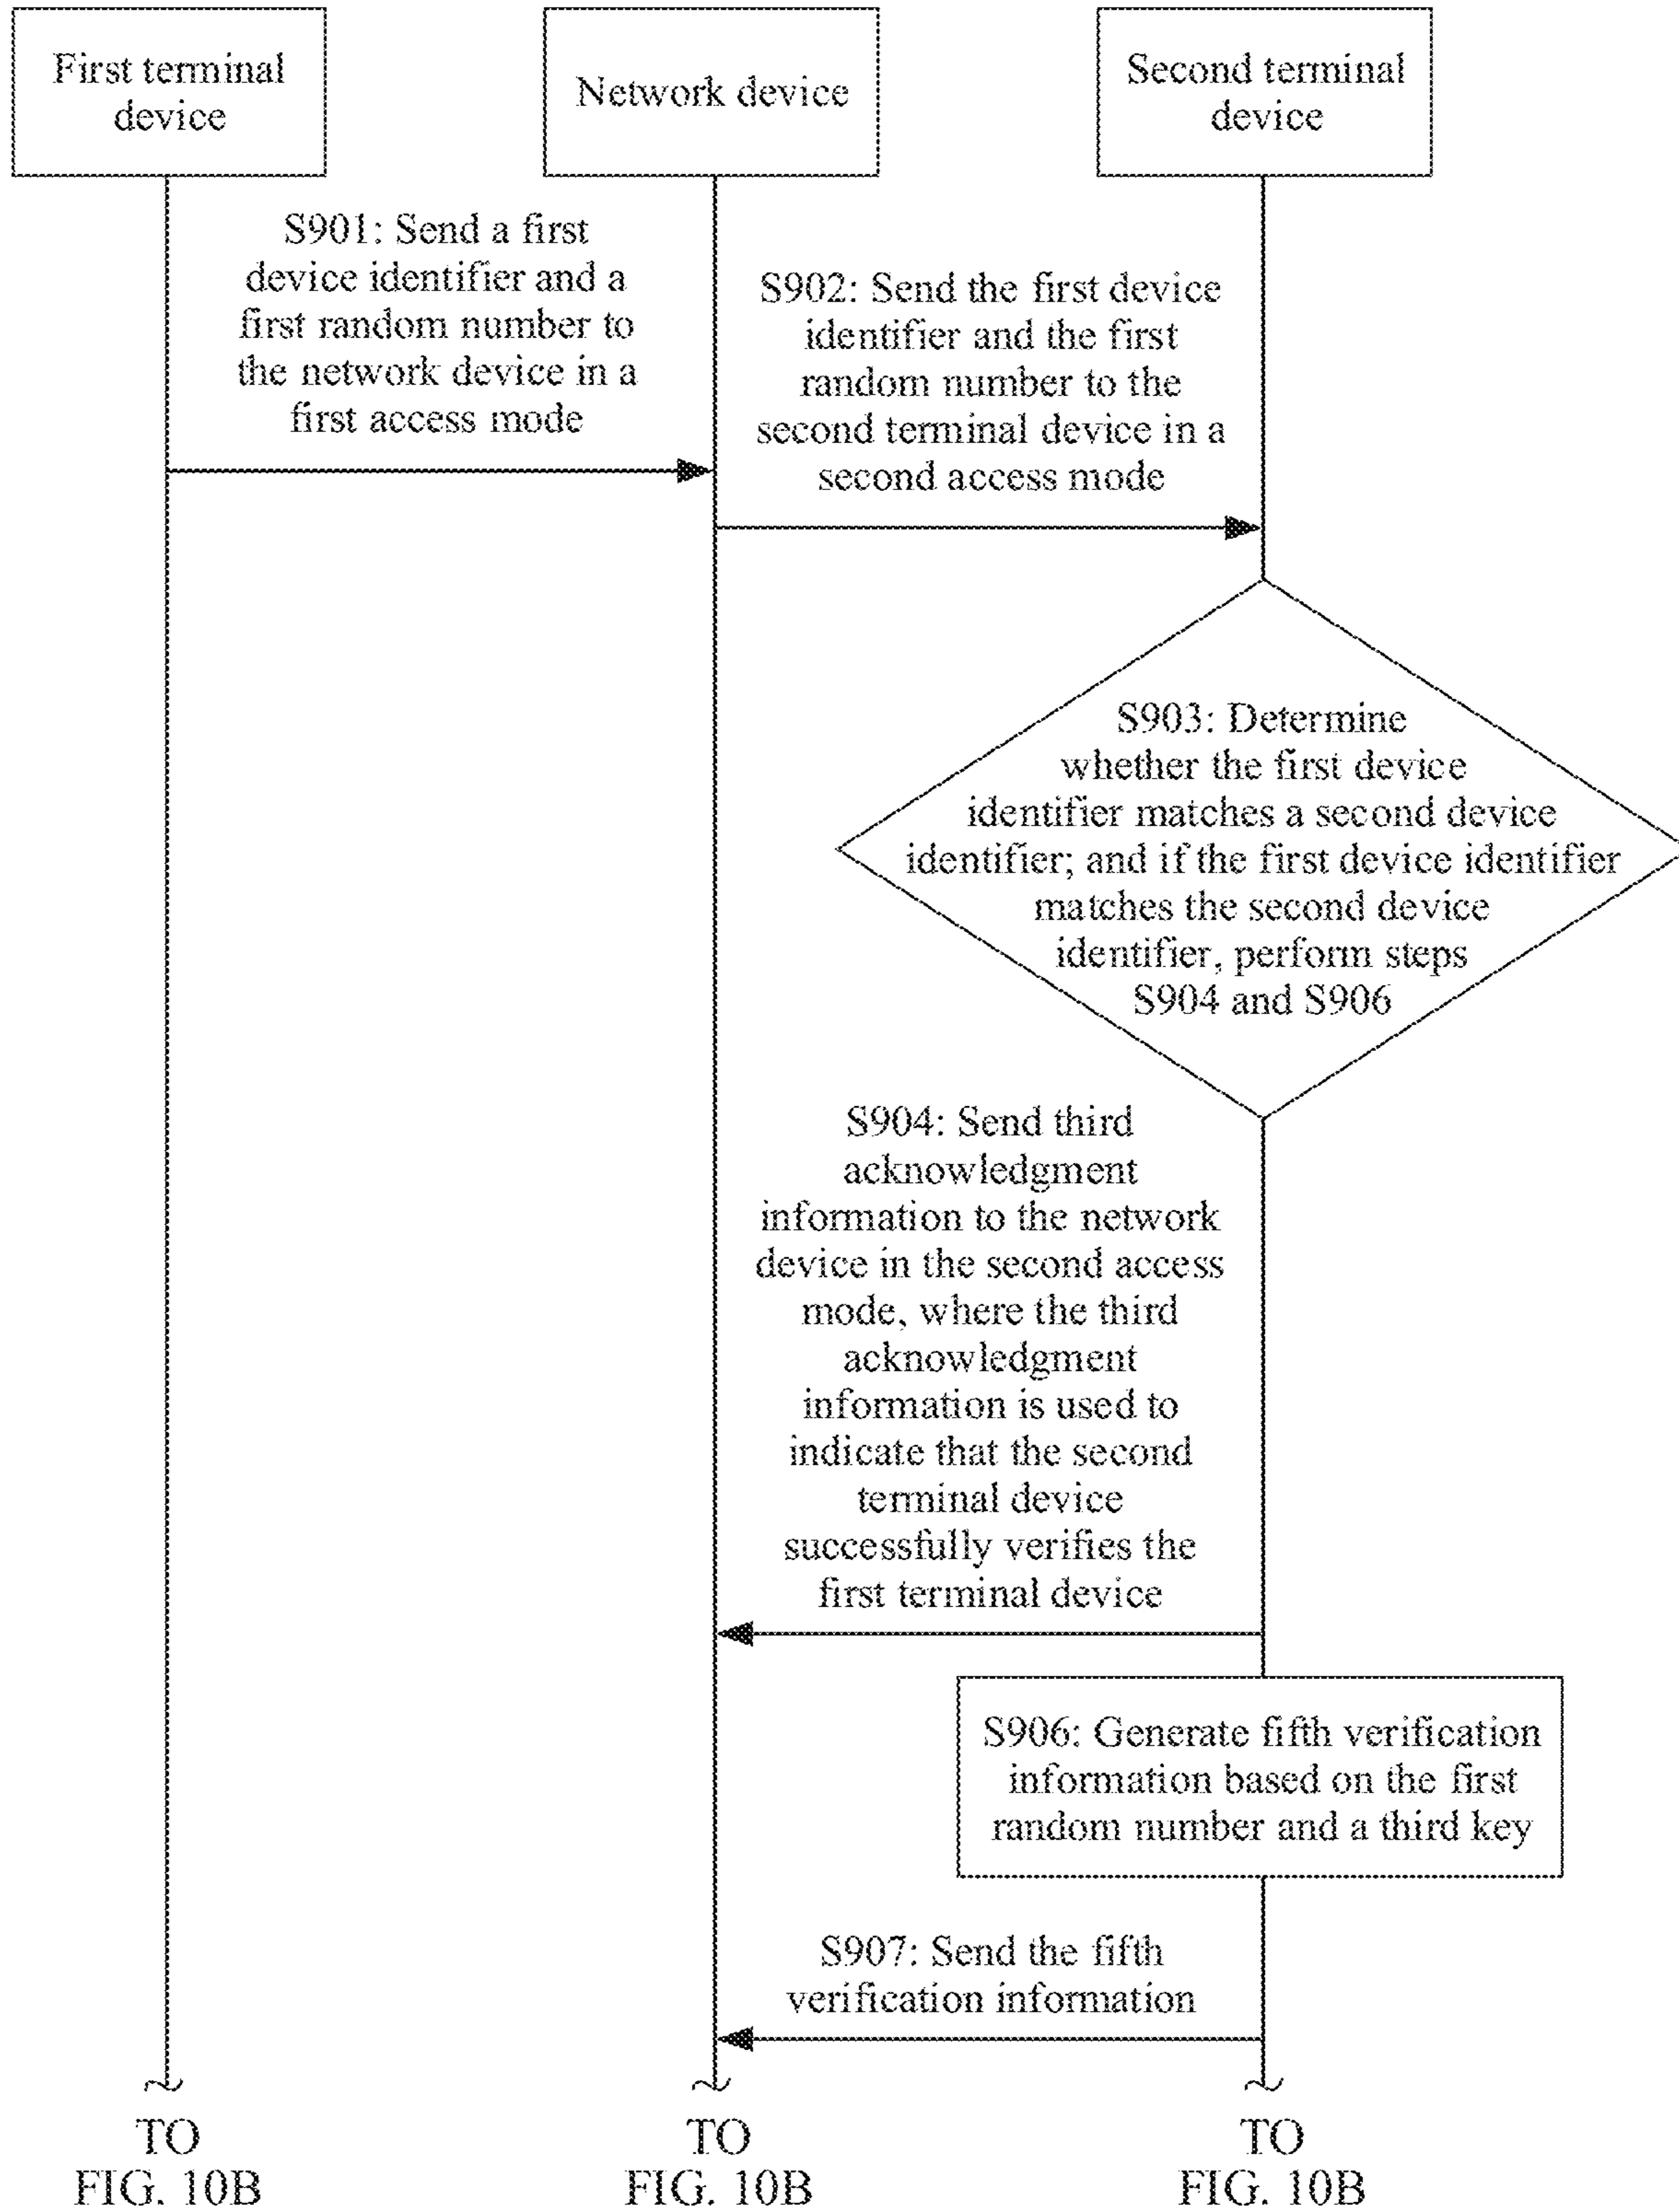 First terminal
device
Network device
Second terminal
device
S901: Send a first
device identifier and a
first random number to
the network device in a
first access mode
S902: Send the first device
identifier and the first
random number to the
second terminal device in a
second access mode
S903: Determine
whether the first device
identifier matches a second device
identifier; and if the first device identifier
matches the second device
identifier, perform steps
S904 and S906
S904: Send third
acknowledgment
information to the network
device in the second access
mode, where the third
acknowledgment
information is used to
indicate that the second
terminal device
successfully verifies the
first terminal device
S906: Generate fifth verification
information based on the first
random number and a third key
S907: Send the fifth
verification information
TO
FIG. 10B
TO
FIG. 10B
TO
FIG. 10B